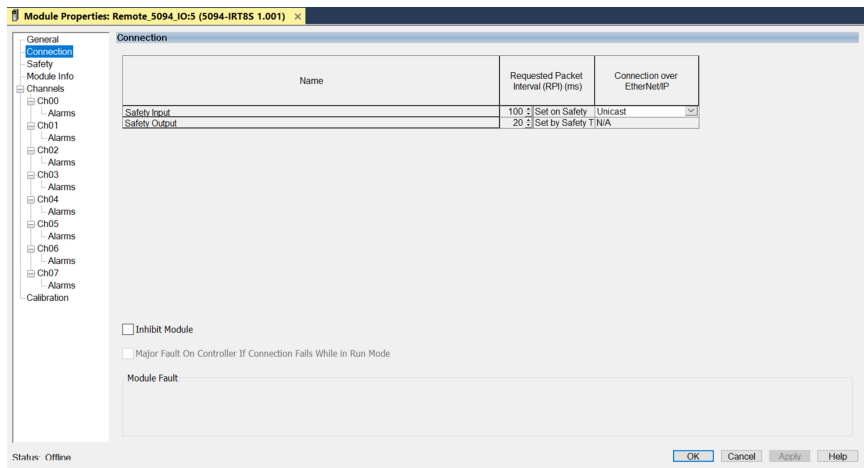 Module Properties: Remote_5094_IO:5 (5094-IRT8S 1.001) ×
General
Connection
Safety
Module Info
Channels
Ch00
Alarms
Ch01
Alarms
Ch02
Alarms
Ch03
Alarms
Ch04
Alarms
Ch05
Alarms
Ch06
Alarms
Ch07
Alarms
Calibration
Connection
Name Requested Packet Interval (RPI) (ms) Connection over EtherNet/IP
Safety Input 100 Set on Safety Unicast
Safety Output 20 Set by Safety T N/A
Inhibit Module
Major Fault On Controller If Connection Fails While in Run Mode
Module Fault
Status: Offline
OK Cancel Apply Help